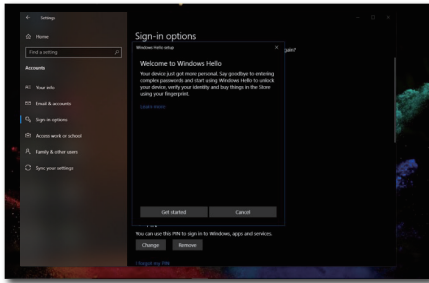 Settings
Home
Find a setting
Accounts
Your info
Email & accounts
Sign-in options
Access work or school
Family & other users
Sync your settings
Sign-in options
again?
Windows Hello setup
Welcome to Windows Hello
Your device just got more personal. Say goodbye to entering
complex passwords and start using Windows Hello to unlock
your device, verify your identity and buy things in the Store
using your fingerprint.
Learn more
Get started
Cancel
You can use this PIN to sign in to Windows, apps and services.
Change
Remove
I forgot my PIN